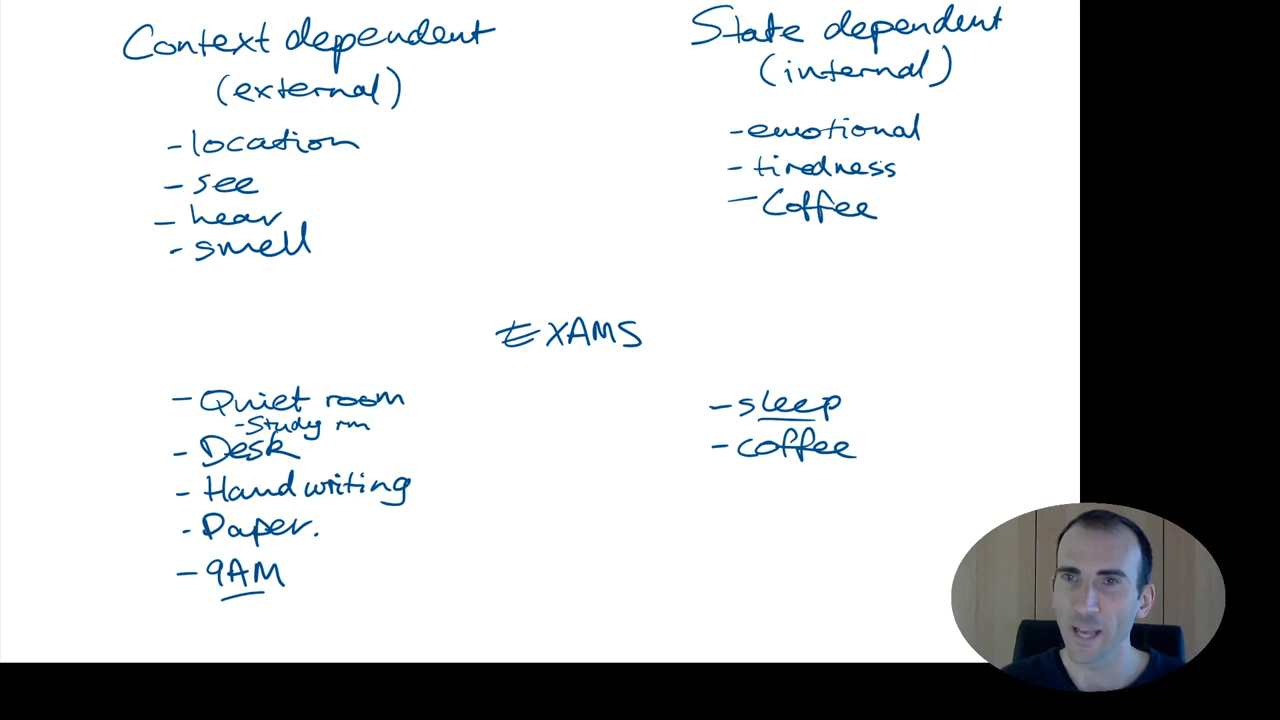 Context dependent
(external)
- location
- see
- hear
- smell
State dependent
(internal)
- emotional
- tiredness
- Coffee
EXAMS
- Quiet room
- Study rm
- Desk
- Handwriting
- Paper.
- 9AM
- sleep
- coffee